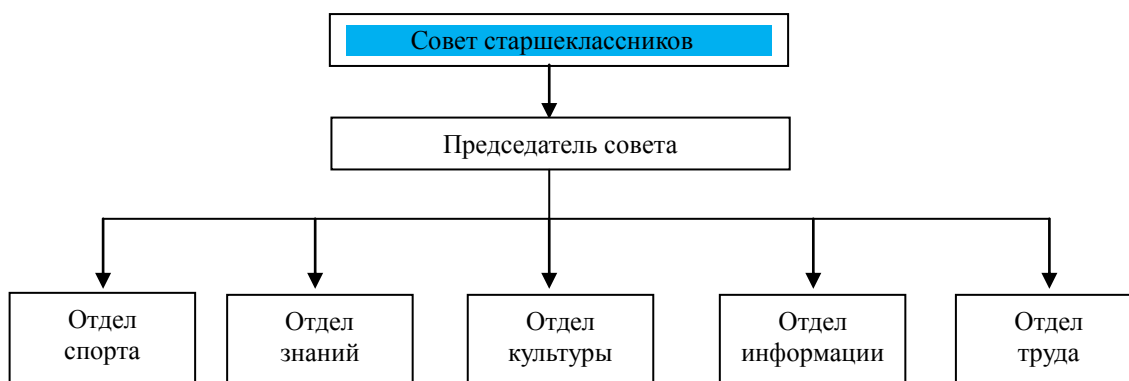 Совет старшеклассников
Председатель совета
Отдел
спорта
Отдел
знаний
Отдел
культуры
Отдел
информации
Отдел
труда